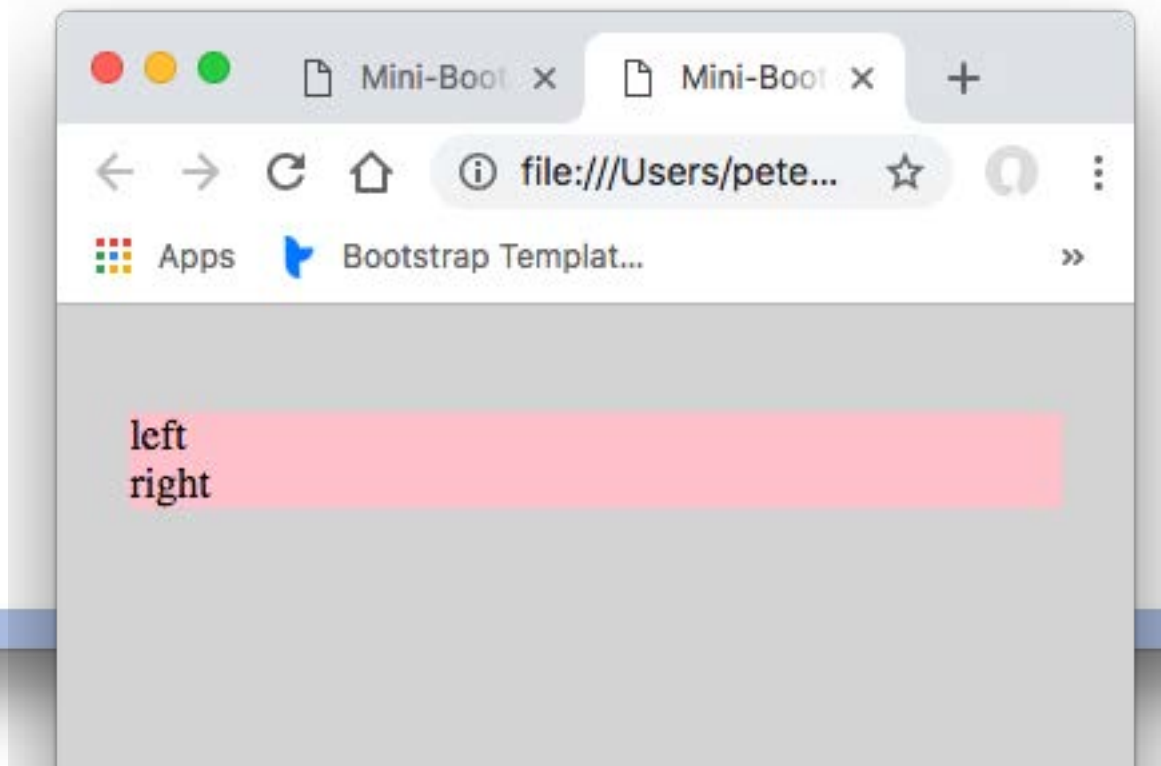 Mini-Boot
Mini-Boot
file:///Users/pete...
Apps
Bootstrap Templat...
left
right